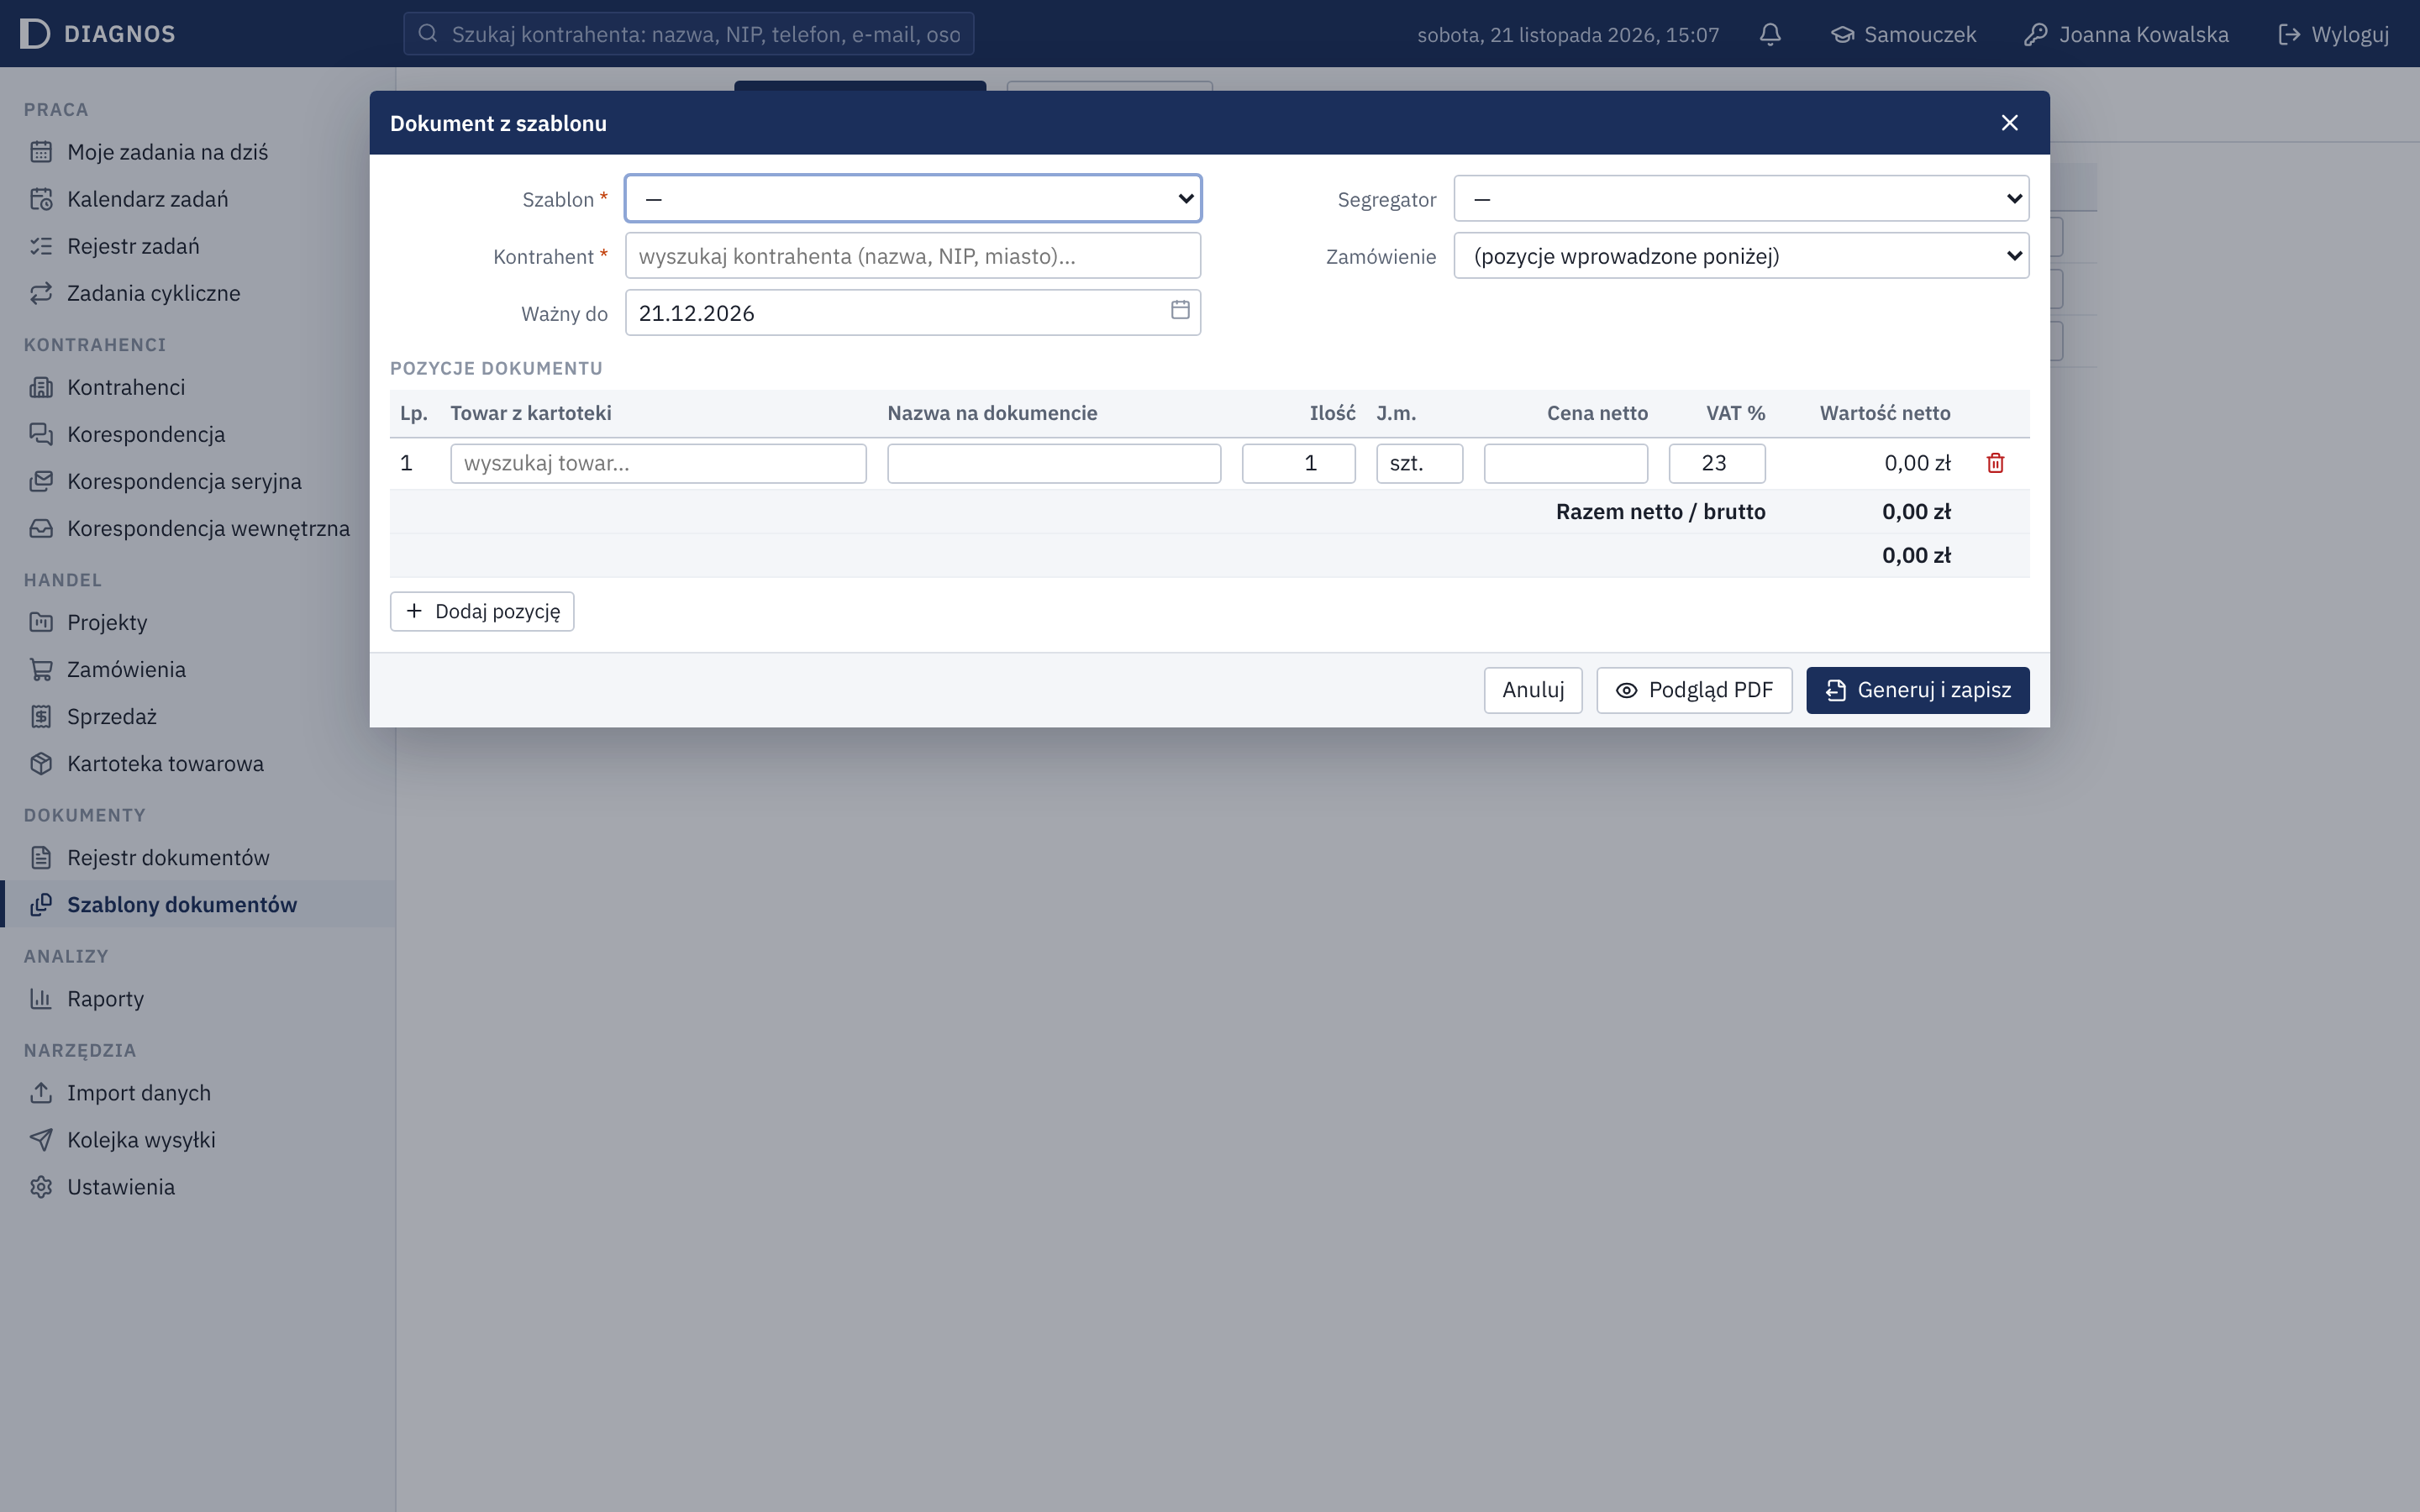 DIAGNOS
Szukaj kontrahenta: nazwa, NIP, telefon, e-mail, oso
sobota, 21 listopada 2026, 15:07
Samouczek
Joanna Kowalska
Wyloguj
PRACA
Moje zadania na dziś
Kalendarz zadań
Rejestr zadań
Zadania cykliczne
KONTRAHENCI
Kontrahenci
Korespondencja
Korespondencja seryjna
Korespondencja wewnętrzna
HANDEL
Projekty
Zamówienia
Sprzedaż
Kartoteka towarowa
DOKUMENTY
Rejestr dokumentów
Szablony dokumentów
ANALIZY
Raporty
NARZĘDZIA
Import danych
Kolejka wysyłki
Ustawienia
Dokument z szablonu
Szablon * —
Segregator —
Kontrahent * wyszukaj kontrahenta (nazwa, NIP, miasto)...
Zamówienie (pozycje wprowadzone poniżej)
Ważny do 21.12.2026
POZYCJE DOKUMENTU
Lp. Towar z kartoteki Nazwa na dokumencie Ilość J.m. Cena netto VAT % Wartość netto
1 wyszukaj towar... 1 szt. 23 0,00 zł
Razem netto / brutto 0,00 zł
0,00 zł
+ Dodaj pozycję
Anuluj
Podgląd PDF
Generuj i zapisz